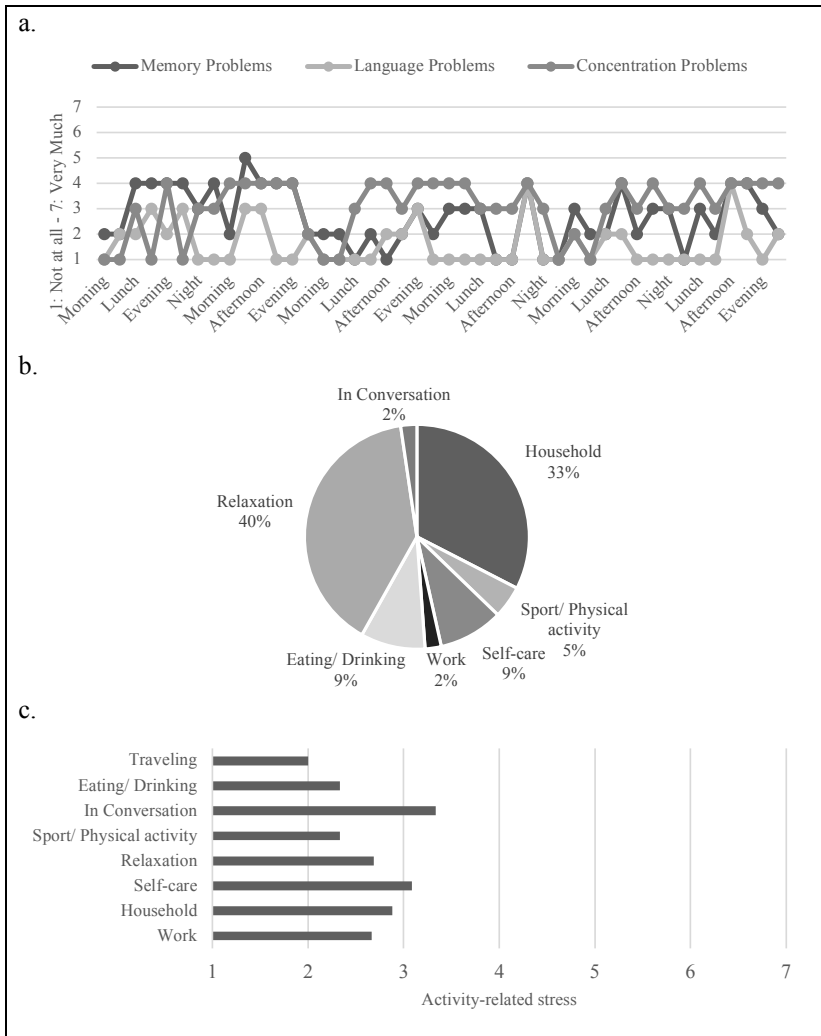 a.
Memory Problems Language Problems Concentration Problems
1: Not at all - 7: Very Much
7
6
5
4
3
2
1
Morning Lunch Evening Night Morning Afternoon Evening Morning Lunch Afternoon Evening Morning Lunch Afternoon Night Morning Lunch Afternoon Night Lunch Afternoon Evening
b.
In Conversation
2%
Household
33%
Relaxation
40%
Sport/ Physical
activity
5%
Eating/ Drinking
9%
Work
2%
Self-care
9%
c.
Traveling
Eating/ Drinking
In Conversation
Sport/ Physical activity
Relaxation
Self-care
Household
Work
1 2 3 4 5 6 7
Activity-related stress